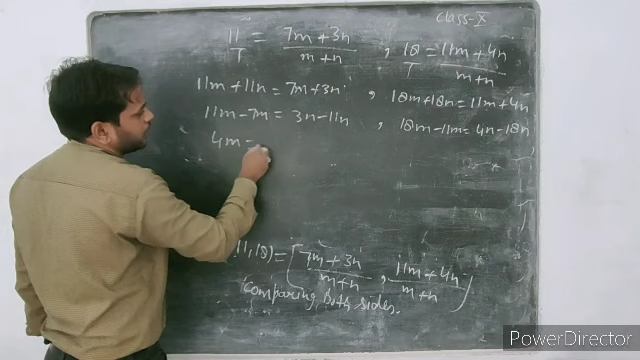 Class-X
11/1 = 7m+3n/m+n , 18/1 = 11m+4n/m+n
11m+11n = 7m+3n , 18m+18n = 11m+4n
11m-7m = 3n-11n , 18m-11m = 4n-18n
4m =
11,18) = (7m+3n/m+n , 11m+4n/m+n)
Comparing both sides.
PowerDirector